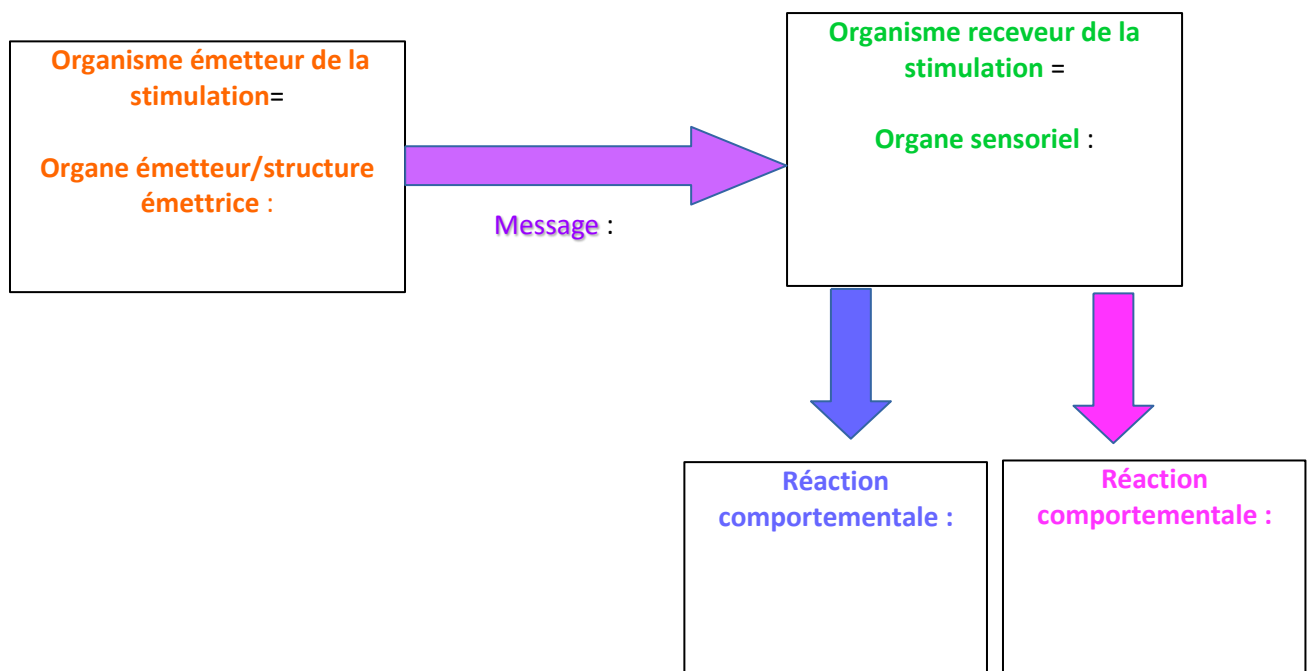 Organisme émetteur de la
stimulation=
Organe émetteur/structure
émettrice :
Message :
Organisme receveur de la
stimulation =
Organe sensoriel :
Réaction
comportementale :
Réaction
comportementale :